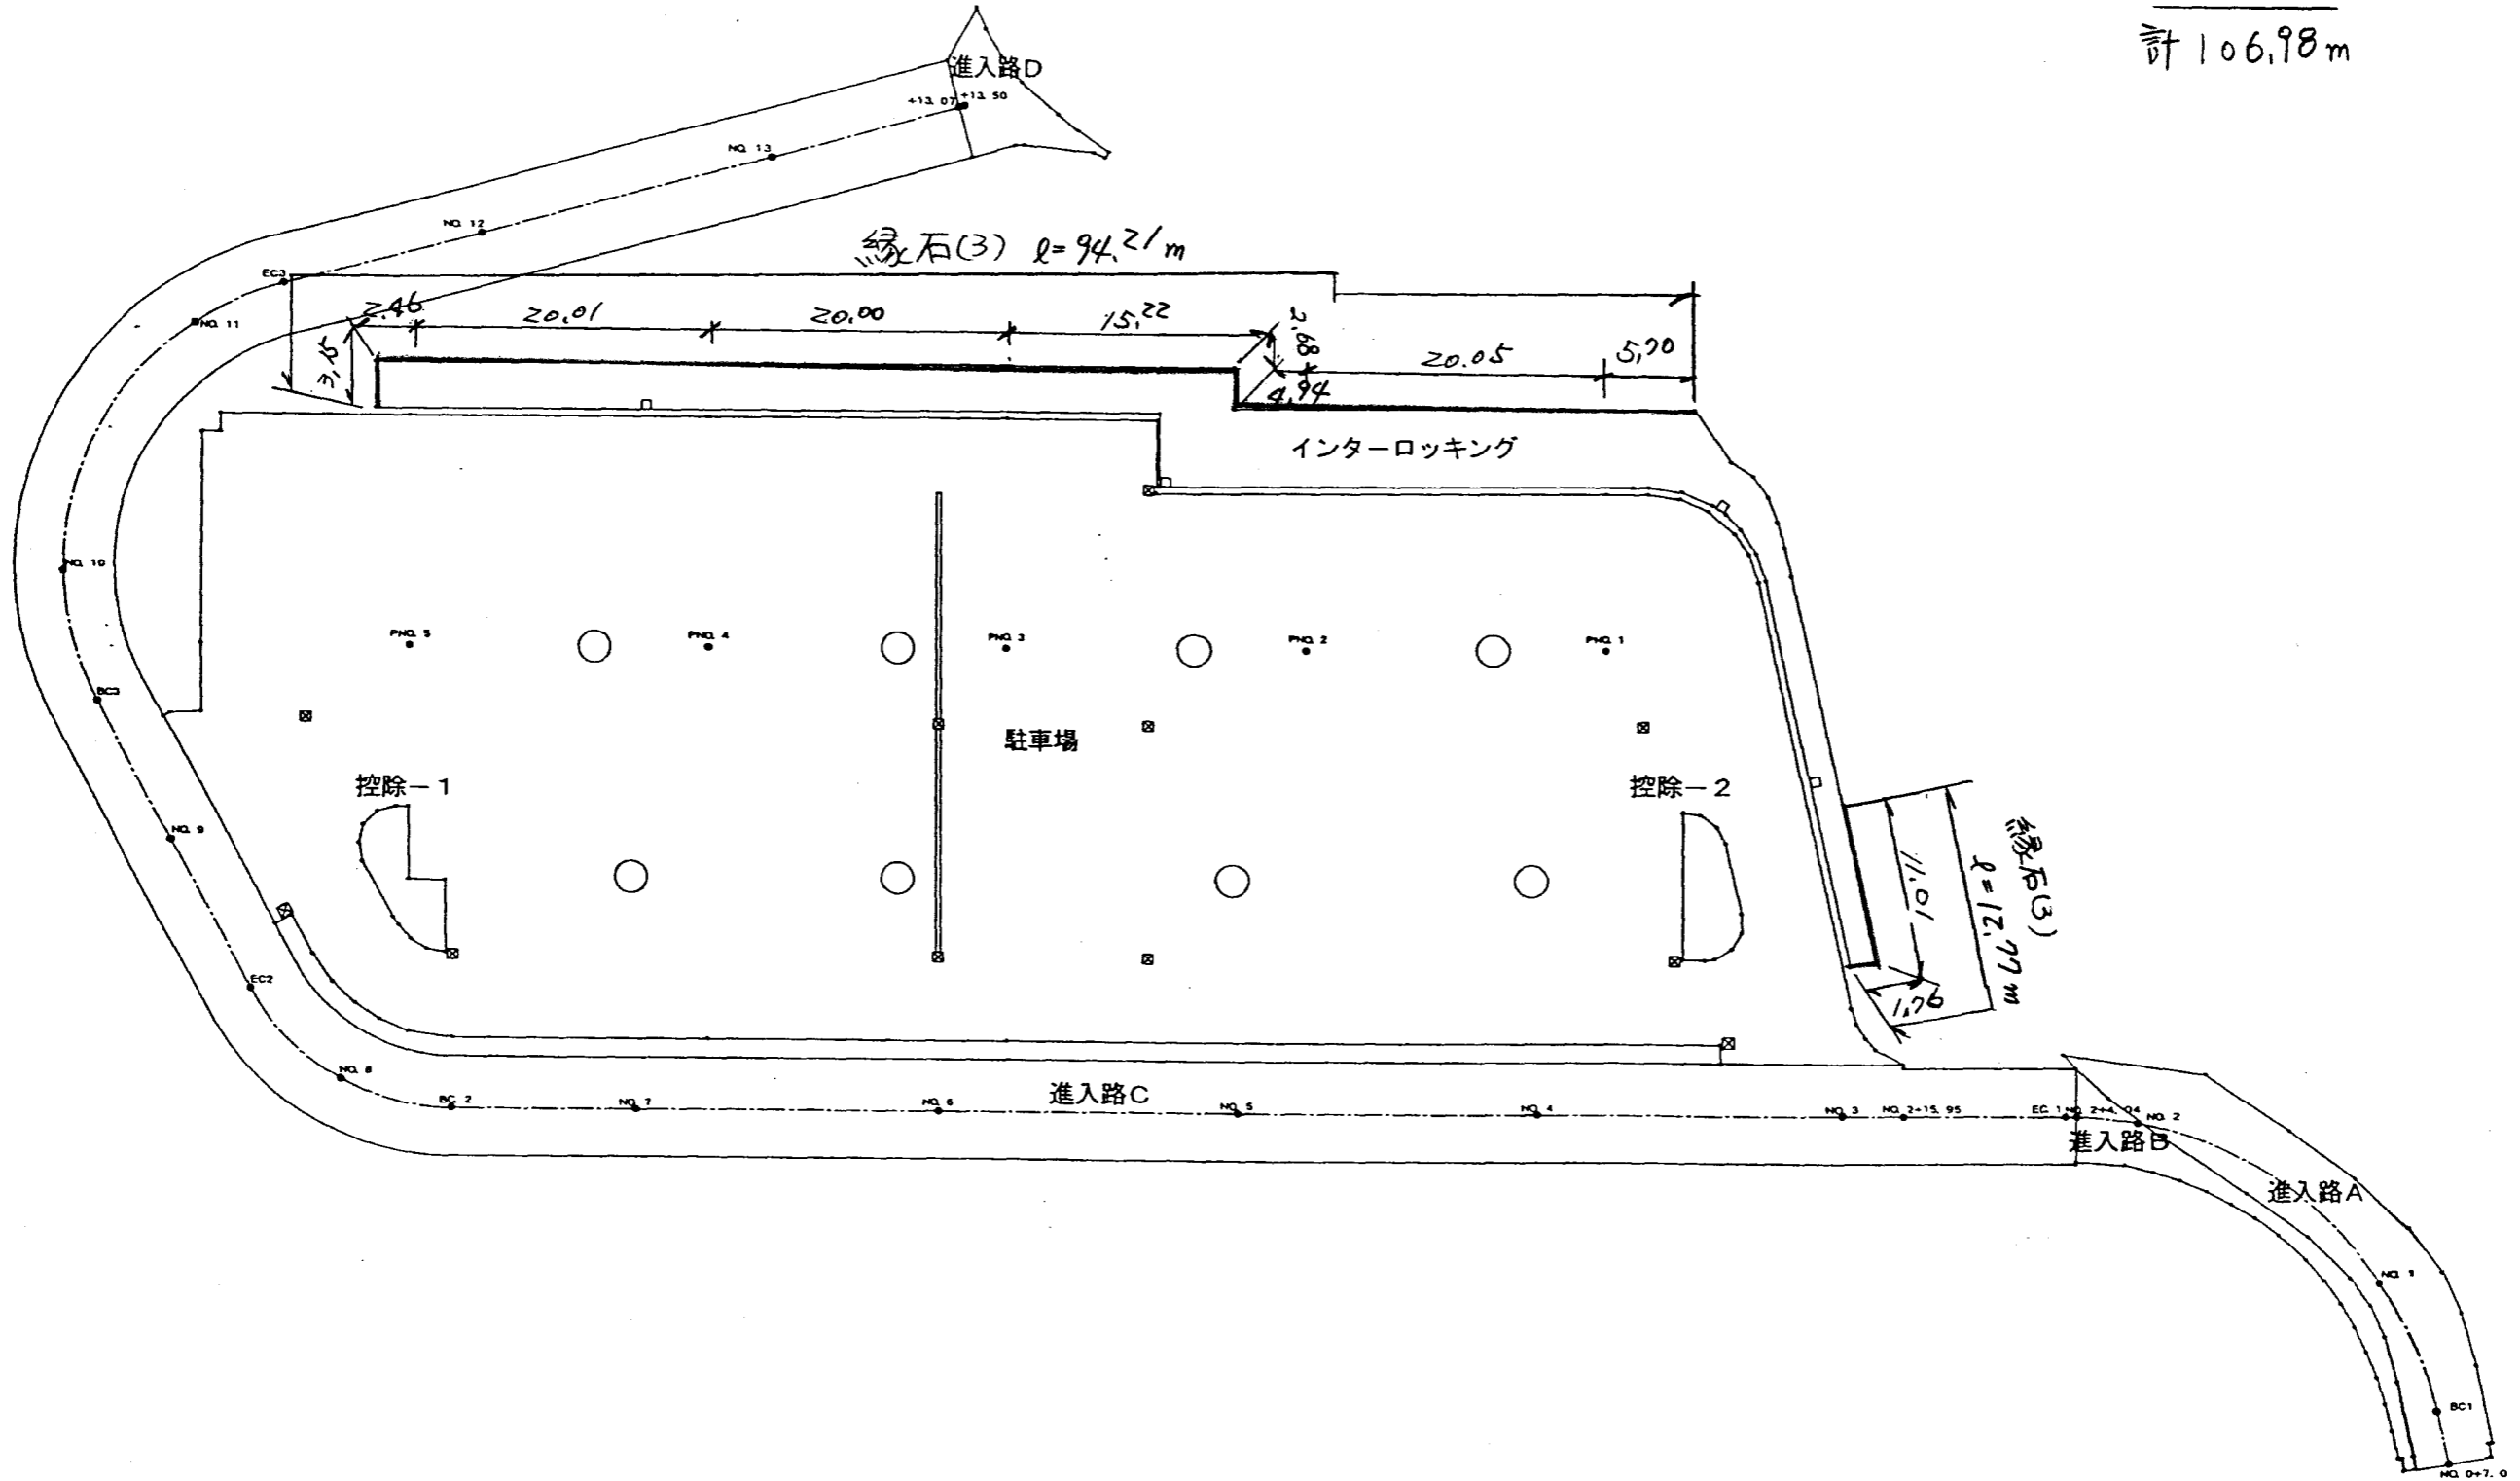 計 106.98m
進入路D
+13.07 +13.50
NO. 13
NO. 12
縁石(3) l=94.21m
EC3
NO. 11
2.46 20.01 20.00 15.22
2.68
20.05 5.70
3.15
4.94
インターロッキング
NO. 10
PNO. 5 PNO. 4 PNO. 3 PNO. 2 PNO. 1
BC3
駐車場
控除-1
控除-2
NO. 9
縁石(3)
l=12.77m
11.01
1.76
EC2
NO. 8
BC. 2 NO. 7 NO. 6 進入路C NO. 5 NO. 4 NO. 3 NO. 2+15.95 EC. 1 NO. 2+4.04 NO. 2
進入路B
進入路A
NO. 1
BC1
NO. 0+7.0